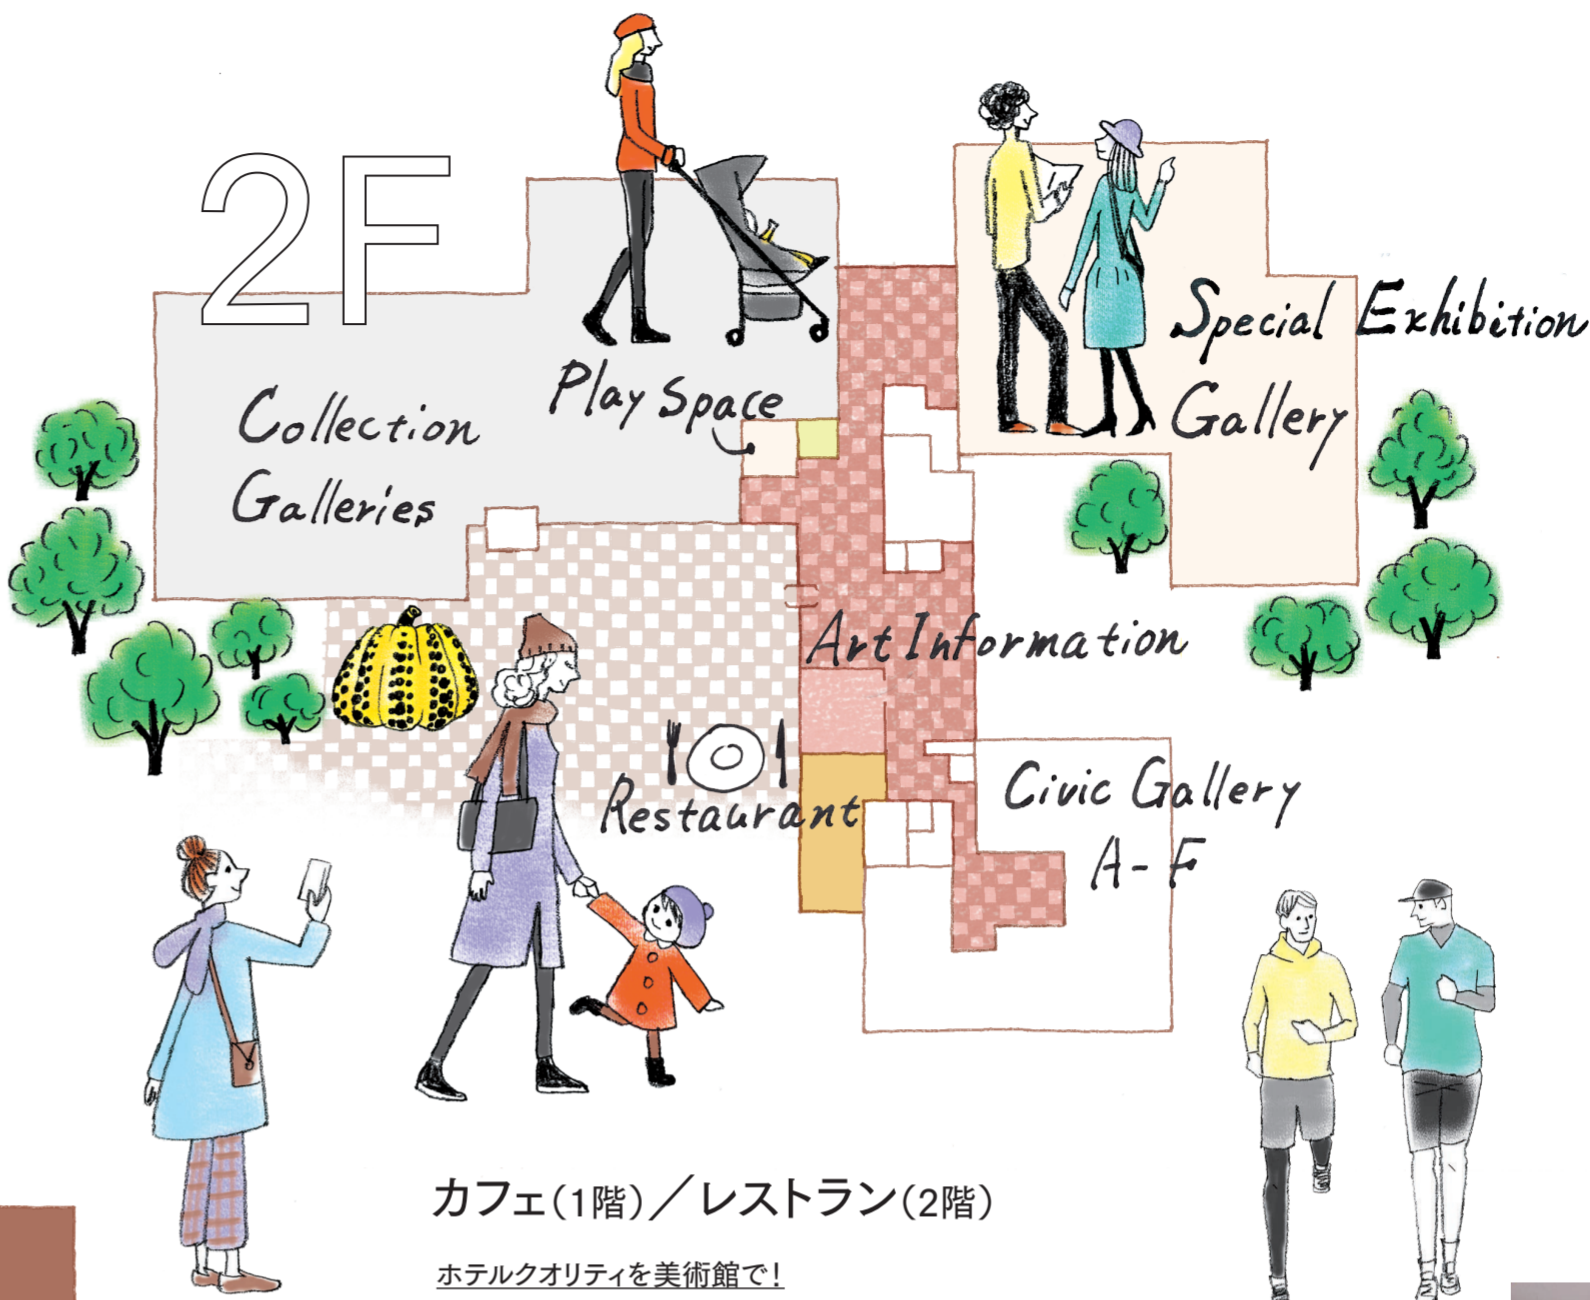 2F
Play Space
Special Exhibition
Gallery
Collection
Galleries
Art Information
Restaurant
Civic Gallery
A-F
カフェ(1階)／レストラン(2階)
ホテルクオリティを美術館で！